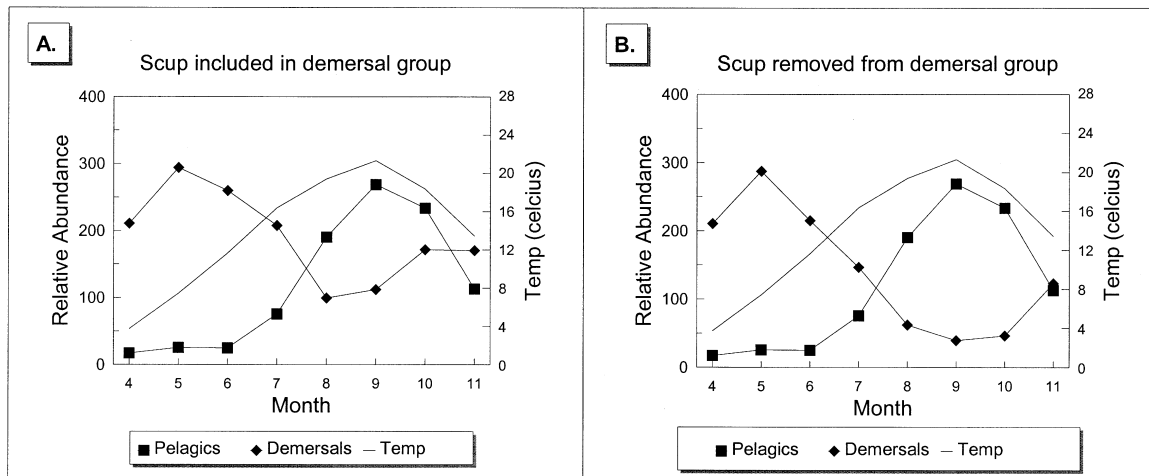 A.
Scup included in demersal group
400
300
200
100
0
Relative Abundance
28
24
20
16
12
8
4
0
Temp (celcius)
4 5 6 7 8 9 10 11
Month
Pelagics Demersals Temp
B.
Scup removed from demersal group
400
300
200
100
0
Relative Abundance
28
24
20
16
12
8
4
0
Temp (celcius)
4 5 6 7 8 9 10 11
Month
Pelagics Demersals Temp